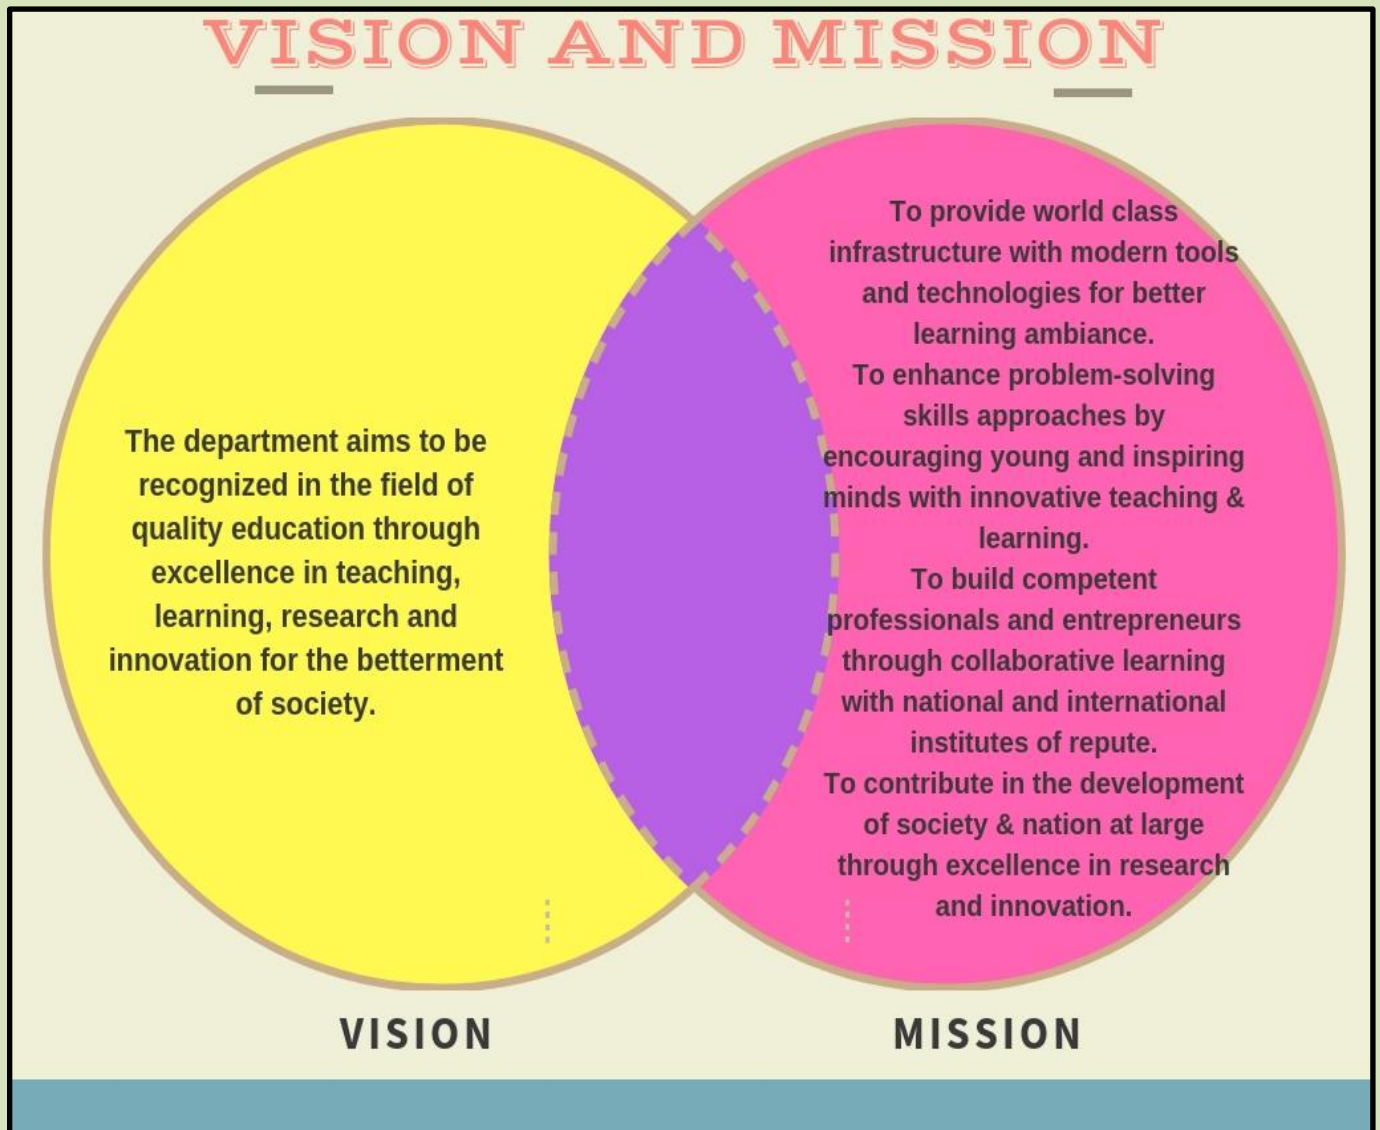 VISION AND MISSION
The department aims to be
recognized in the field of
quality education through
excellence in teaching,
learning, research and
innovation for the betterment
of society.
To provide world class
infrastructure with modern tools
and technologies for better
learning ambiance.
To enhance problem-solving
skills approaches by
encouraging young and inspiring
minds with innovative teaching &
learning.
To build competent
professionals and entrepreneurs
through collaborative learning
with national and international
institutes of repute.
To contribute in the development
of society & nation at large
through excellence in research
and innovation.
VISION
MISSION